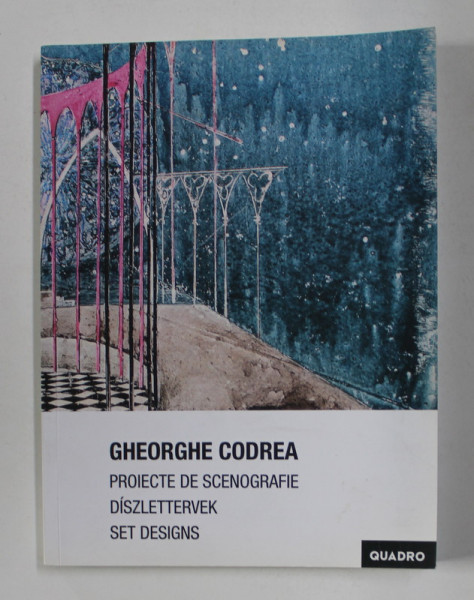 GHEORGHE CODREA
PROIECTE DE SCENOGRAFIE
DÍSZLETTERVEK
SET DESIGNS
QUADRO